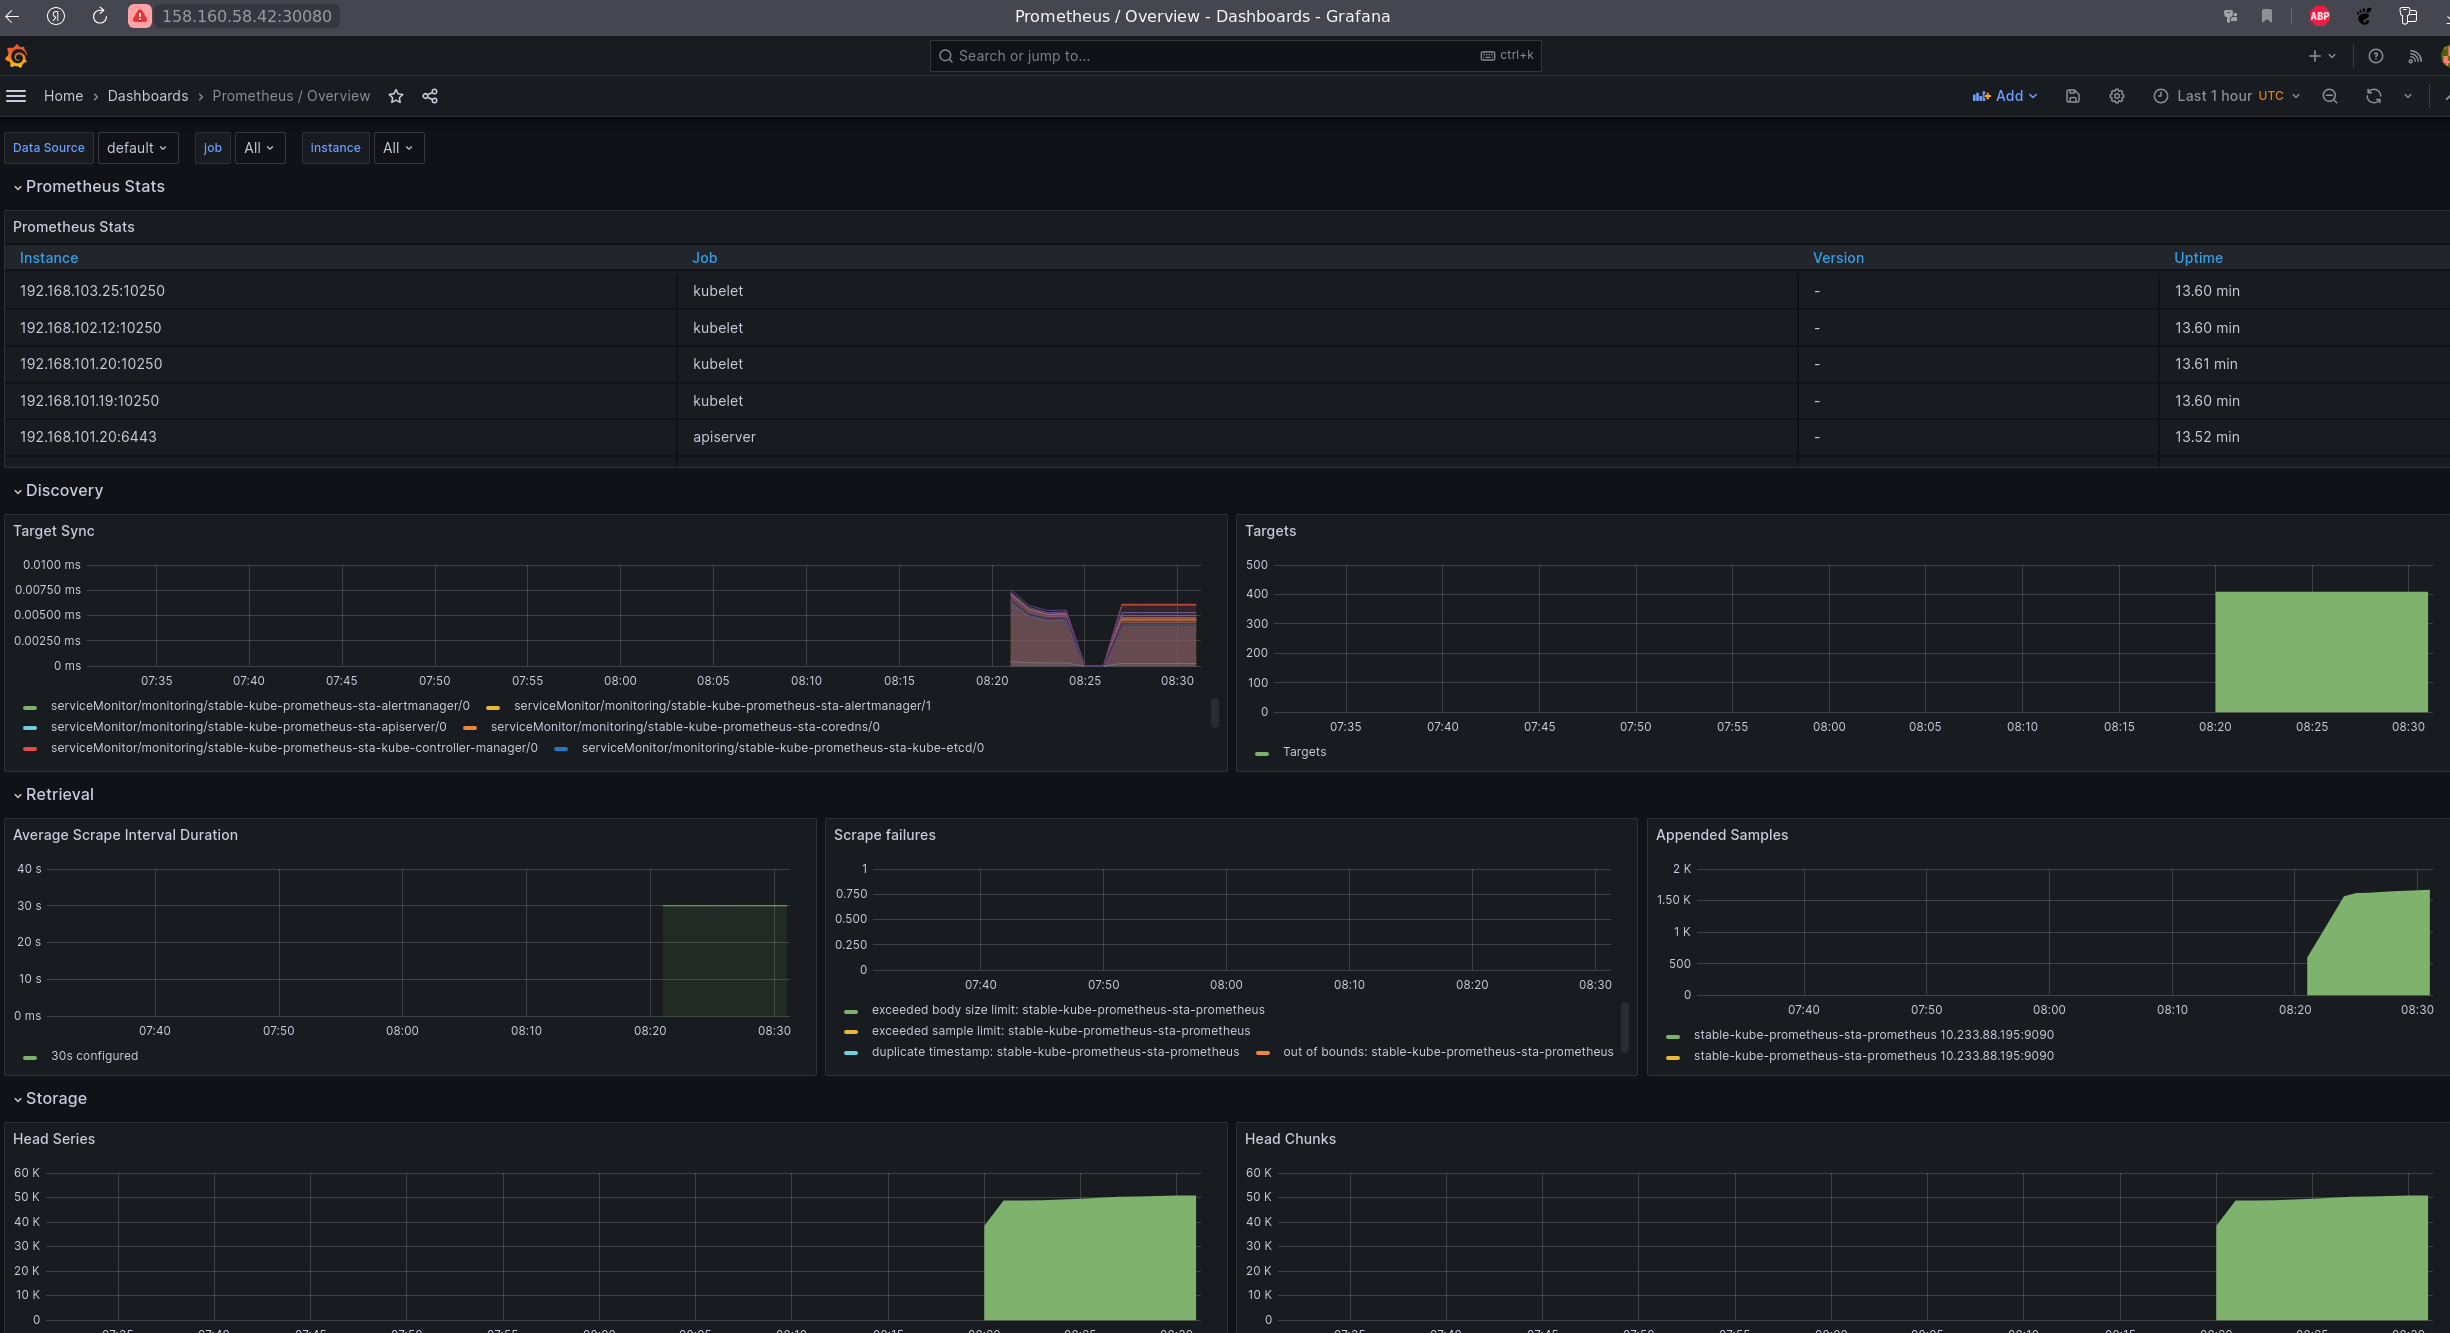 158.160.58.42:30080 Prometheus / Overview - Dashboards - Grafana ABP
Search or jump to... ctrl+k
Home › Dashboards › Prometheus / Overview Add Last 1 hour UTC
Data Source default job All instance All
Prometheus Stats
Prometheus Stats
Instance Job Version Uptime
192.168.103.25:10250 kubelet - 13.60 min
192.168.102.12:10250 kubelet - 13.60 min
192.168.101.20:10250 kubelet - 13.61 min
192.168.101.19:10250 kubelet - 13.60 min
192.168.101.20:6443 apiserver - 13.52 min
Discovery
Target Sync
0.0100 ms
0.00750 ms
0.00500 ms
0.00250 ms
0 ms
07:35 07:40 07:45 07:50 07:55 08:00 08:05 08:10 08:15 08:20 08:25 08:30
serviceMonitor/monitoring/stable-kube-prometheus-sta-alertmanager/0 serviceMonitor/monitoring/stable-kube-prometheus-sta-alertmanager/1
serviceMonitor/monitoring/stable-kube-prometheus-sta-apiserver/0 serviceMonitor/monitoring/stable-kube-prometheus-sta-coredns/0
serviceMonitor/monitoring/stable-kube-prometheus-sta-kube-controller-manager/0 serviceMonitor/monitoring/stable-kube-prometheus-sta-kube-etcd/0
Targets
500
400
300
200
100
0
07:35 07:40 07:45 07:50 07:55 08:00 08:05 08:10 08:15 08:20 08:25 08:30
Targets
Retrieval
Average Scrape Interval Duration
40 s
30 s
20 s
10 s
0 ms
07:40 07:50 08:00 08:10 08:20 08:30
30s configured
Scrape failures
1
0.750
0.500
0.250
0
07:40 07:50 08:00 08:10 08:20 08:30
exceeded body size limit: stable-kube-prometheus-sta-prometheus
exceeded sample limit: stable-kube-prometheus-sta-prometheus
duplicate timestamp: stable-kube-prometheus-sta-prometheus out of bounds: stable-kube-prometheus-sta-prometheus
Appended Samples
2 K
1.50 K
1 K
500
0
07:40 07:50 08:00 08:10 08:20 08:30
stable-kube-prometheus-sta-prometheus 10.233.88.195:9090
stable-kube-prometheus-sta-prometheus 10.233.88.195:9090
Storage
Head Series
60 K
50 K
40 K
30 K
20 K
10 K
0
Head Chunks
60 K
50 K
40 K
30 K
20 K
10 K
0